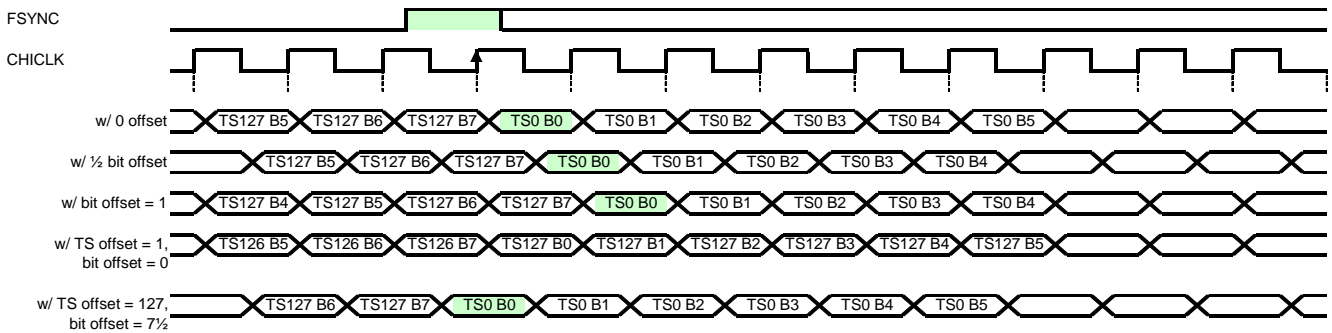 FSYNC
CHICLK
w/ 0 offset TS127 B5 TS127 B6 TS127 B7 TS0 B0 TS0 B1 TS0 B2 TS0 B3 TS0 B4 TS0 B5
w/ ½ bit offset TS127 B5 TS127 B6 TS127 B7 TS0 B0 TS0 B1 TS0 B2 TS0 B3 TS0 B4
w/ bit offset = 1 TS127 B4 TS127 B5 TS127 B6 TS127 B7 TS0 B0 TS0 B1 TS0 B2 TS0 B3 TS0 B4
w/ TS offset = 1, TS126 B5 TS126 B6 TS126 B7 TS127 B0 TS127 B1 TS127 B2 TS127 B3 TS127 B4 TS127 B5
bit offset = 0
w/ TS offset = 127, TS127 B6 TS127 B7 TS0 B0 TS0 B1 TS0 B2 TS0 B3 TS0 B4 TS0 B5
bit offset = 7½